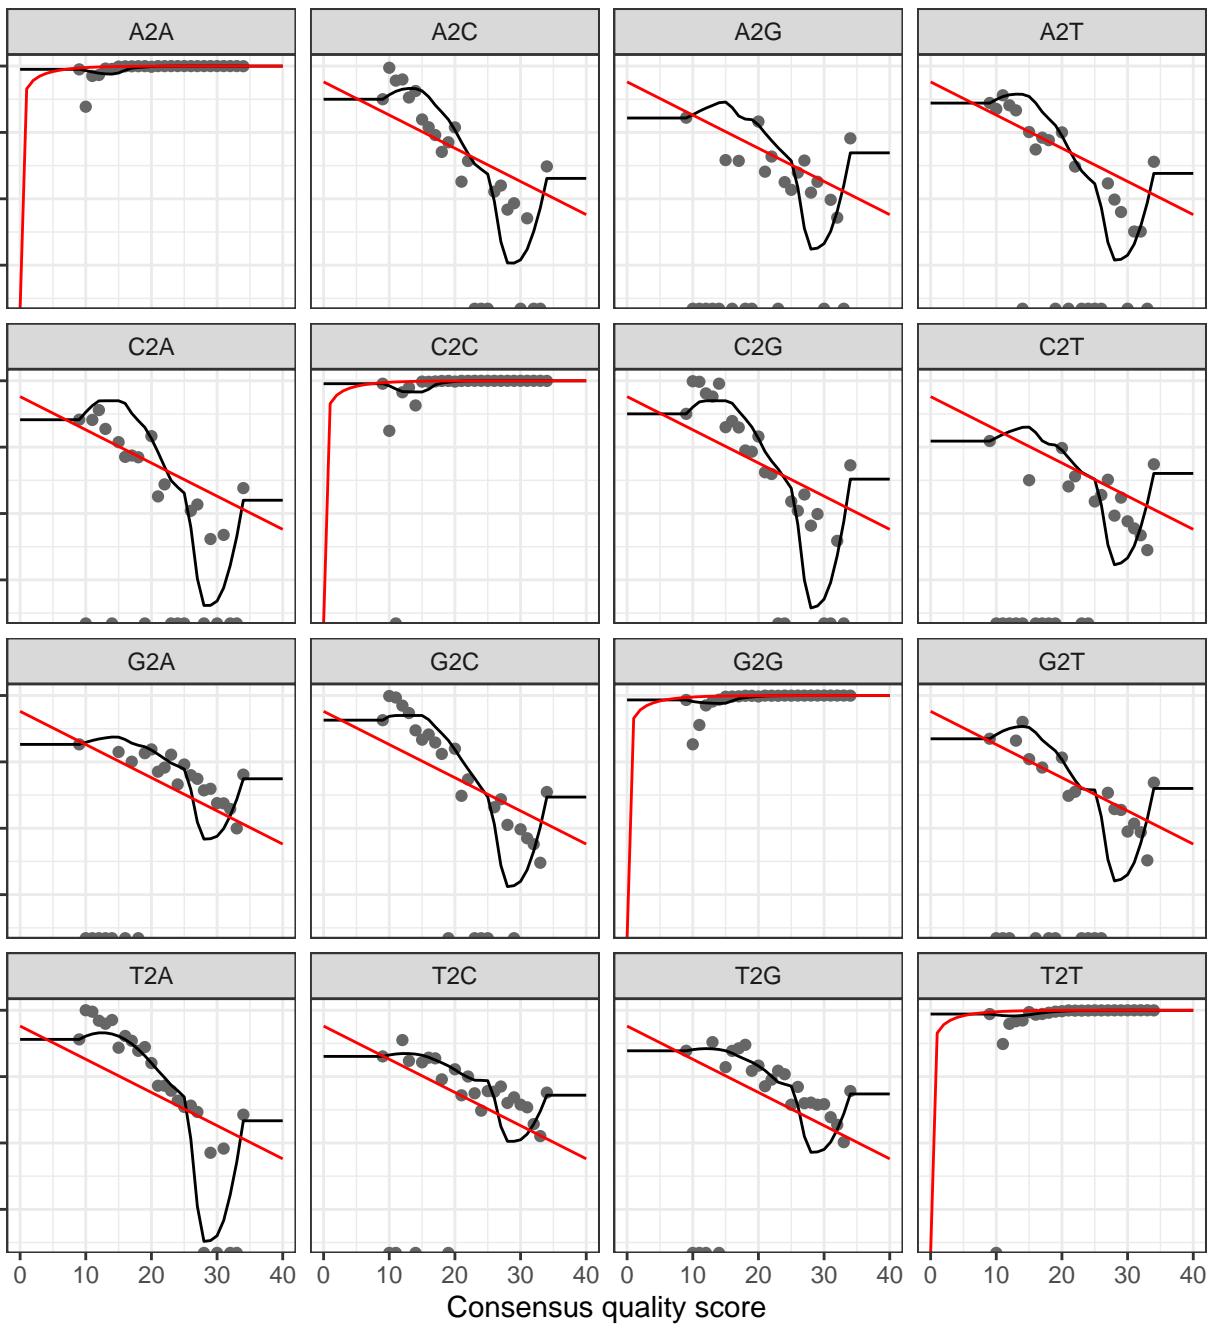 A2A A2C A2G A2T
C2A C2C C2G C2T
G2A G2C G2G G2T
T2A T2C T2G T2T
0 10 20 30 40 0 10 20 30 40 0 10 20 30 40 0 10 20 30 40
Consensus quality score